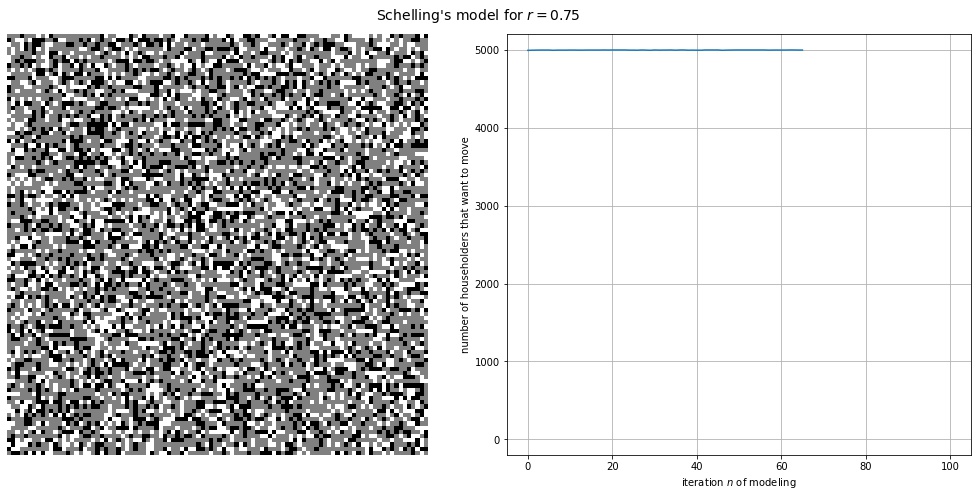 Schelling's model for r = 0.75
number of householders that want to move
5000
4000
3000
2000
1000
0
0 20 40 60 80 100
iteration n of modeling